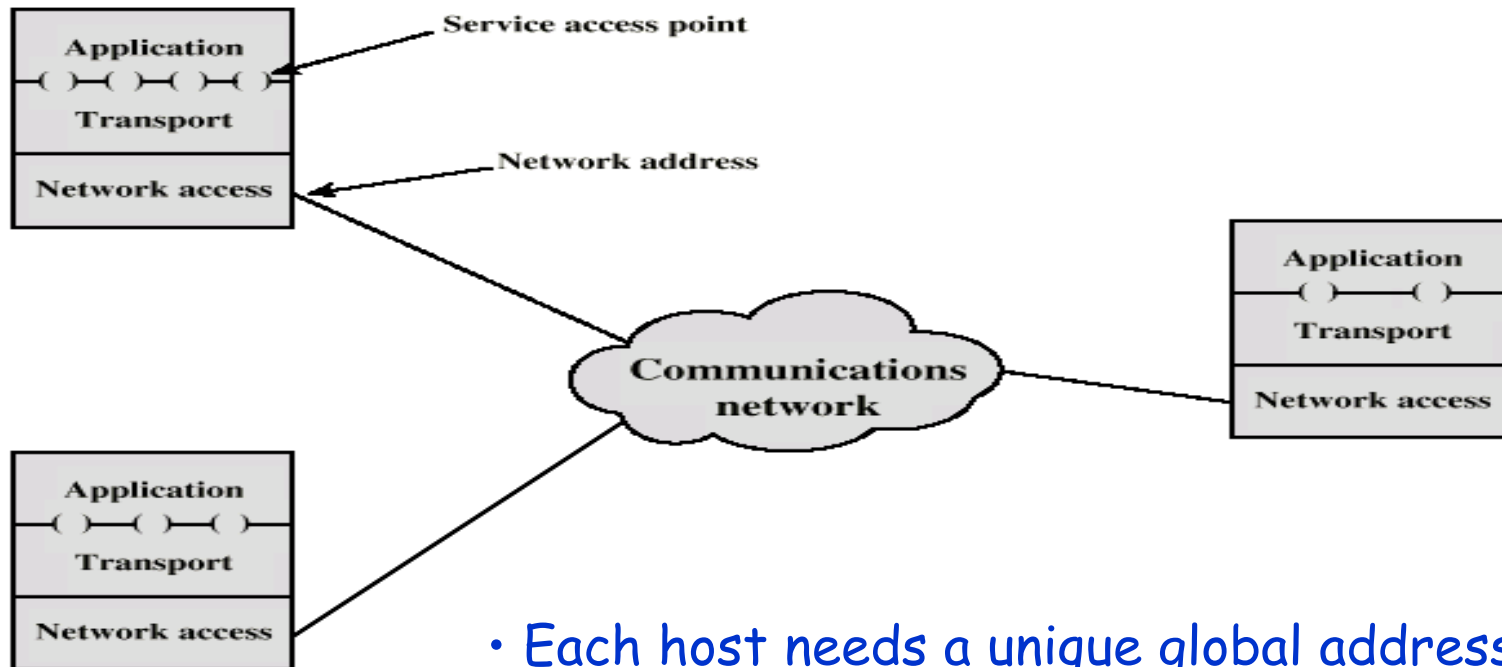 Service access point
Application
Transport
Network address
Network access
Communications
network
Application
Transport
Network access
Application
Transport
Network access
• Each host needs a unique global address